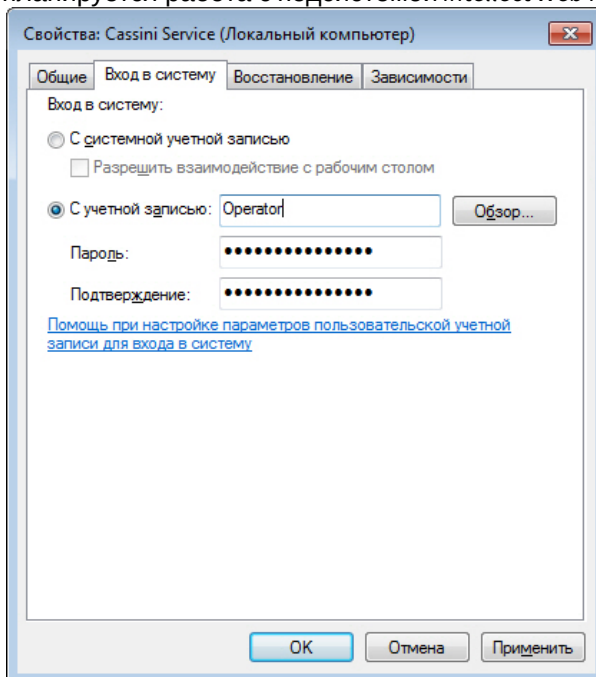 Свойства: Cassini Service (Локальный компьютер)
Общие Вход в систему Восстановление Зависимости
Вход в систему:
С системной учетной записью
Разрешить взаимодействие с рабочим столом
С учетной записью: Operator Обзор...
Пароль: •••••••••••••••
Подтверждение: •••••••••••••••
Помощь при настройке параметров пользовательской учетной
записи для входа в систему
OK Отмена Применить